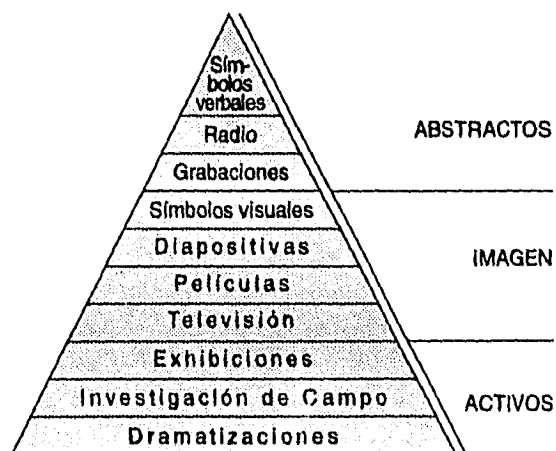 Sím-
bolos
verbales
Radio
Grabaciones
ABSTRACTOS
Símbolos visuales
Diapositivas
Películas
Televisión
IMAGEN
Exhibiciones
Investigación de Campo
Dramatizaciones
ACTIVOS